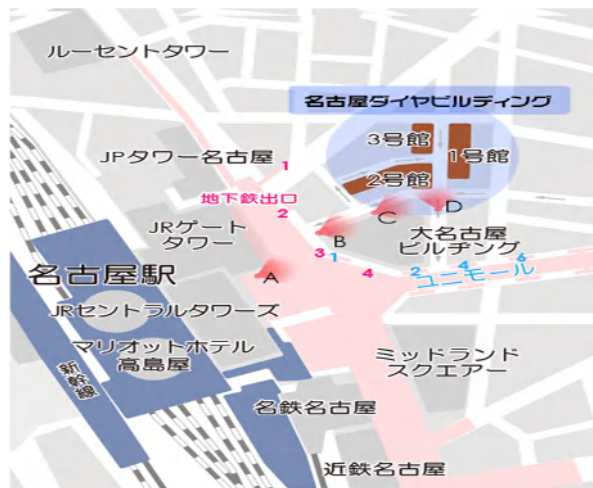 ルーセントタワー
名古屋ダイヤビルディング
3号館
1号館
JPタワー名古屋
1
2号館
地下鉄出口
2
C
D
JRゲート
タワー
B
大名古屋
ビルヂング
3
1
名古屋駅
A
4
2
4
6
ユニモール
JRセントラルタワーズ
マリオットホテル
高島屋
ミッドランド
スクエアー
新幹線
名鉄名古屋
近鉄名古屋